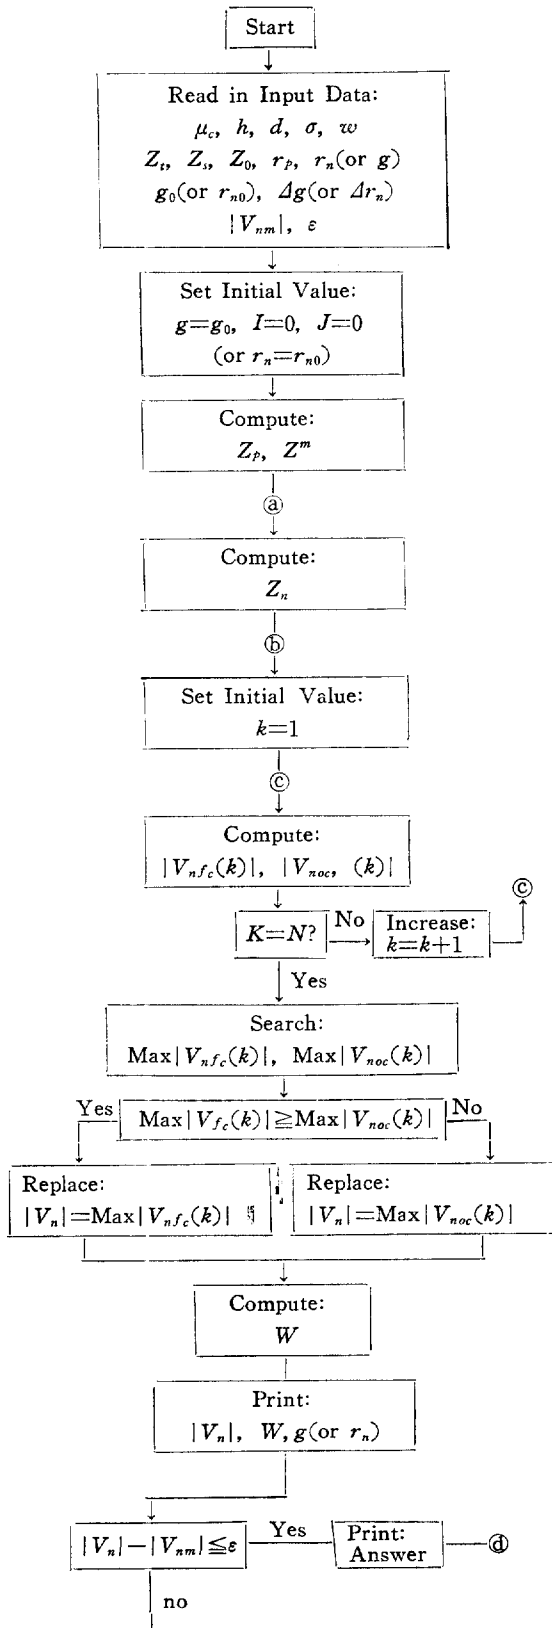 Start
Read in Input Data:
μc, h, d, σ, w
Zt, Zs, Z0, rp, rn(or g)
g0(or rn0), Δg(or Δrn)
|Vnm|, ε
Set Initial Value:
g=g0, I=0, J=0
(or rn=rn0)
Compute:
Zp, Z^m
ⓐ
Compute:
Zn
ⓑ
Set Initial Value:
k=1
ⓒ
Compute:
|Vnfc(k)|, |Vnoc, (k)|
ⓒ
K=N?
No
Increase:
k=k+1
Yes
Search:
Max|Vnfc(k)|, Max|Vnoc(k)|
Yes
Max|Vfc(k)|≧Max|Vnoc(k)|
No
Replace:
|Vn|=Max|Vnfc(k)|
Replace:
|Vn|=Max|Vnoc(k)|
Compute:
W
Print:
|Vn|, W, g(or rn)
|Vn|−|Vnm|≦ε
Yes
Print:
Answer
ⓓ
no